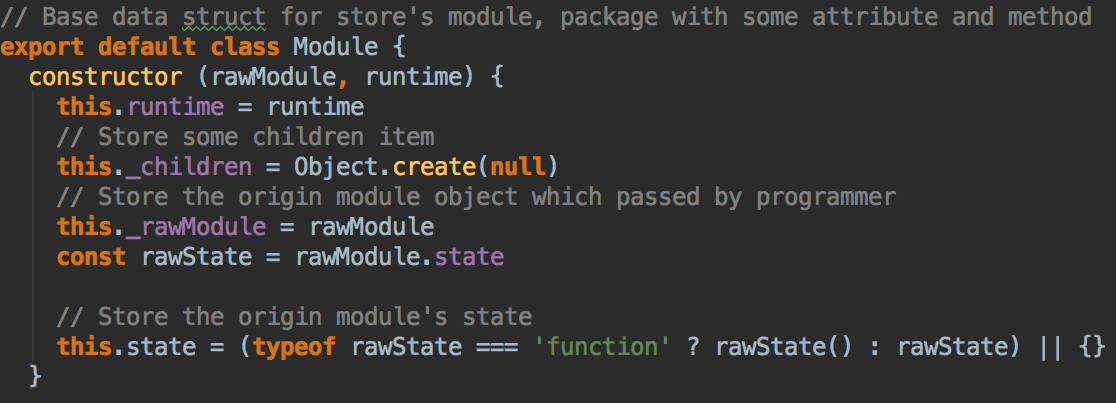 // Base data struct for store's module, package with some attribute and method
export default class Module {
  constructor (rawModule, runtime) {
    this.runtime = runtime
    // Store some children item
    this._children = Object.create(null)
    // Store the origin module object which passed by programmer
    this._rawModule = rawModule
    const rawState = rawModule.state

    // Store the origin module's state
    this.state = (typeof rawState === 'function' ? rawState() : rawState) || {}
  }